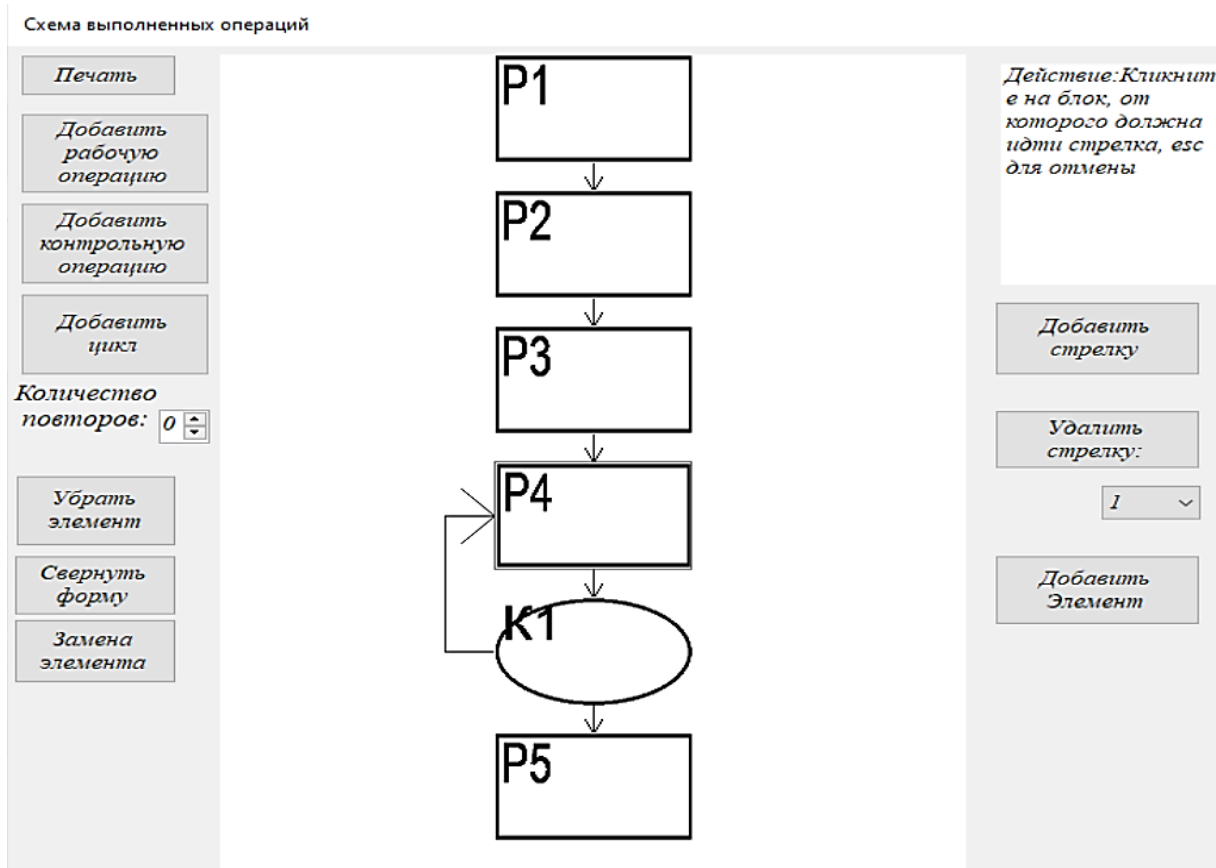 Схема выполненных операций
Печать
Добавить
рабочую
операцию
Добавить
контрольную
операцию
Добавить
цикл
Количество
повторов: 0
Убрать
элемент
Свернуть
форму
Замена
элемента
P1
P2
P3
P4
K1
P5
Действие:Кликнит
е на блок, от
которого должна
идти стрелка, esc
для отмены
Добавить
стрелку
Удалить
стрелку:
1
Добавить
Элемент